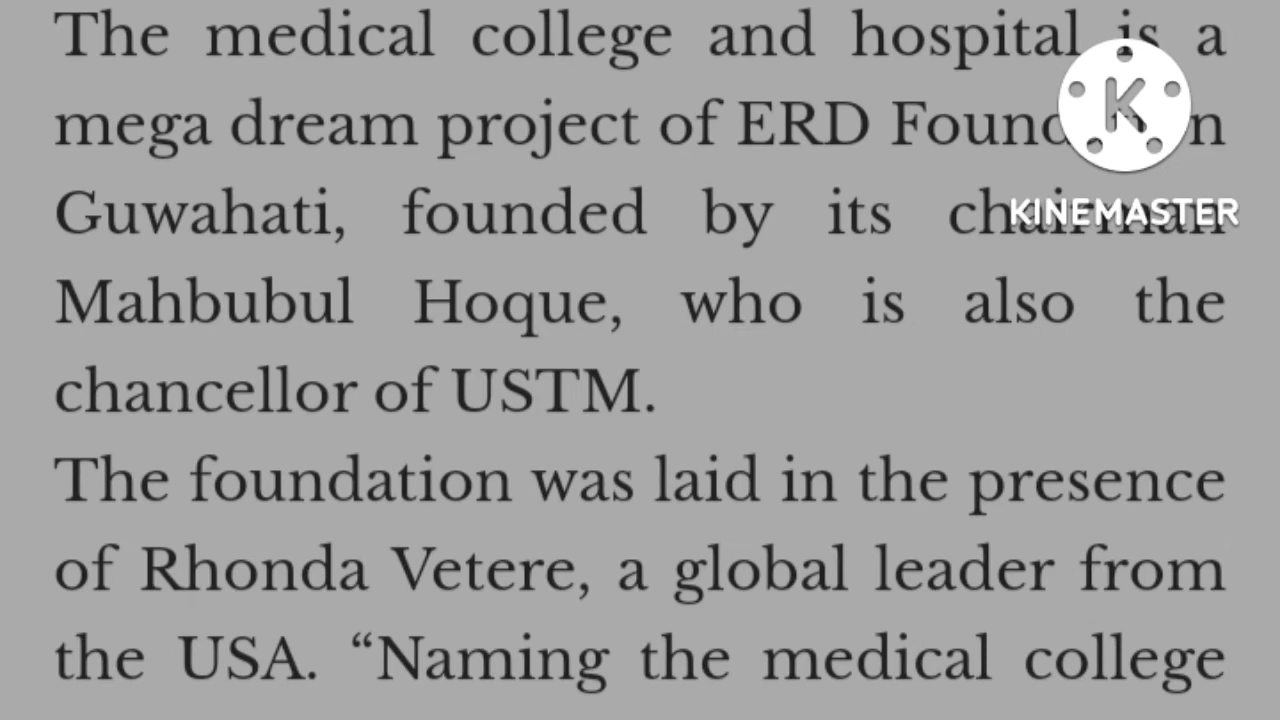 The medical college and hospital is a
mega dream project of ERD Foundation
Guwahati, founded by its chairman
Mahbubul Hoque, who is also the
chancellor of USTM.
The foundation was laid in the presence
of Rhonda Vetere, a global leader from
the USA. “Naming the medical college
K
KINEMASTER